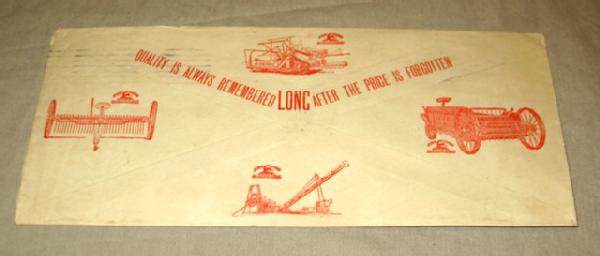 QUALITY IS ALWAYS REMEMBERED LONG AFTER THE PRICE IS FORGOTTEN